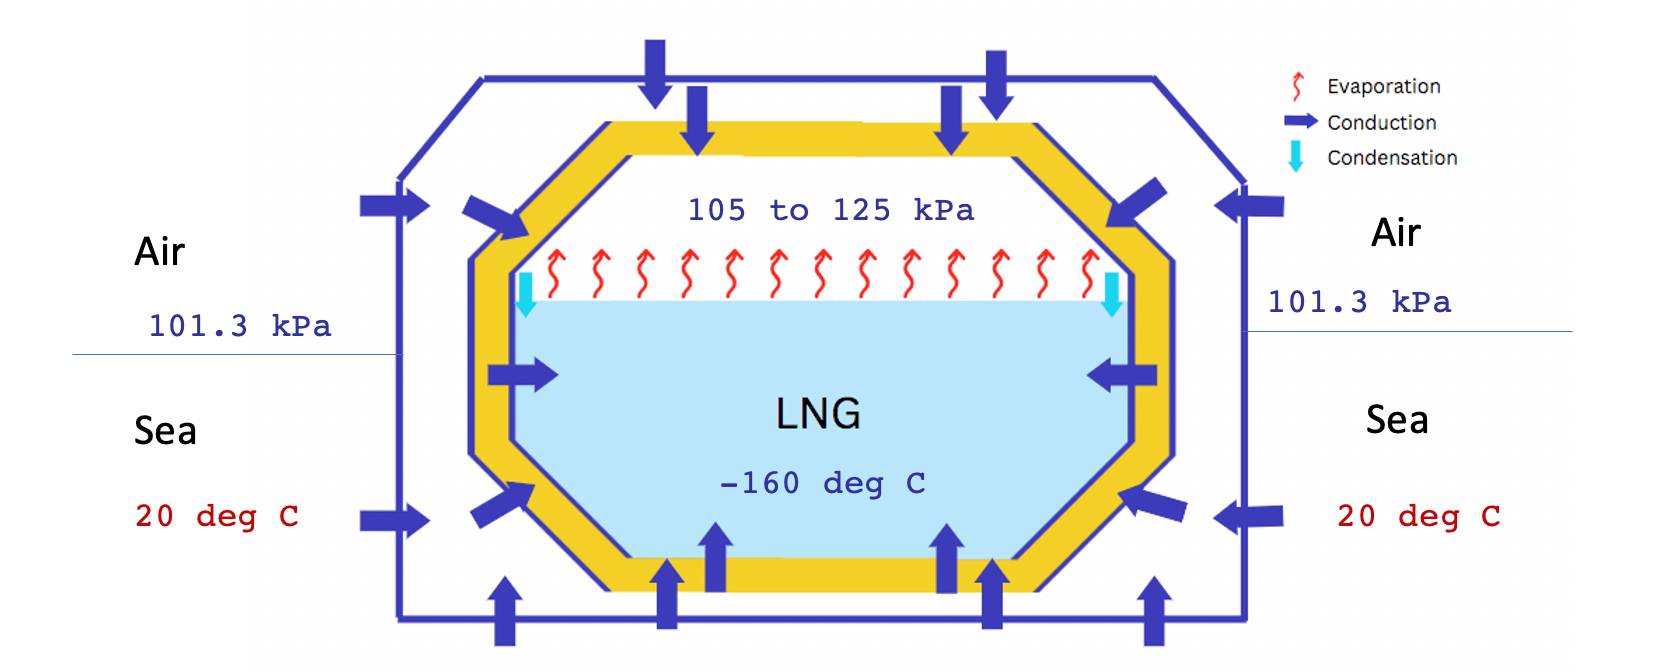 Evaporation
Conduction
Condensation
105 to 125 kPa
Air
Air
101.3 kPa
101.3 kPa
LNG
Sea
Sea
-160 deg C
20 deg C
20 deg C